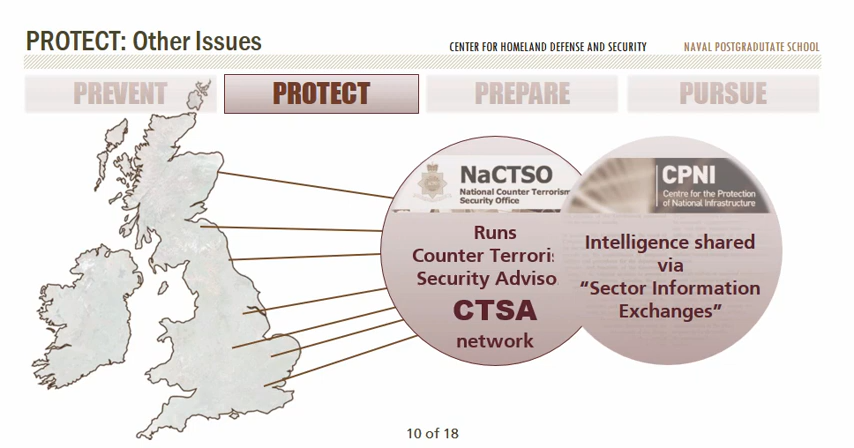 PROTECT: Other Issues
CENTER FOR HOMELAND DEFENSE AND SECURITY NAVAL POSTGRADUTATE SCHOOL
PREVENT PROTECT PREPARE PURSUE
NaCTSO
National Counter Terrorism
Security Office
CPNI
Centre for the Protection
of National Infrastructure
Runs
Counter Terroris
Security Adviso
CTSA
network
Intelligence shared
via
“Sector Information
Exchanges”
10 of 18